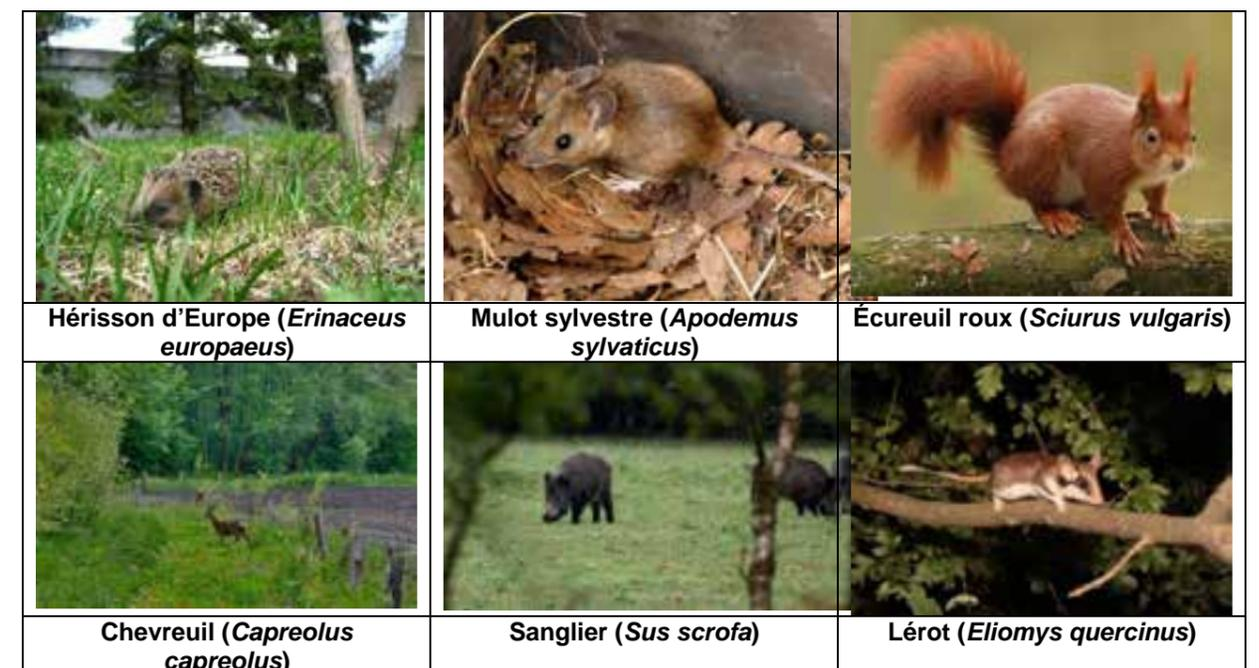 Hérisson d’Europe (Erinaceus
europaeus)
Mulot sylvestre (Apodemus
sylvaticus)
Écureuil roux (Sciurus vulgaris)
Chevreuil (Capreolus
capreolus)
Sanglier (Sus scrofa)
Lérot (Eliomys quercinus)